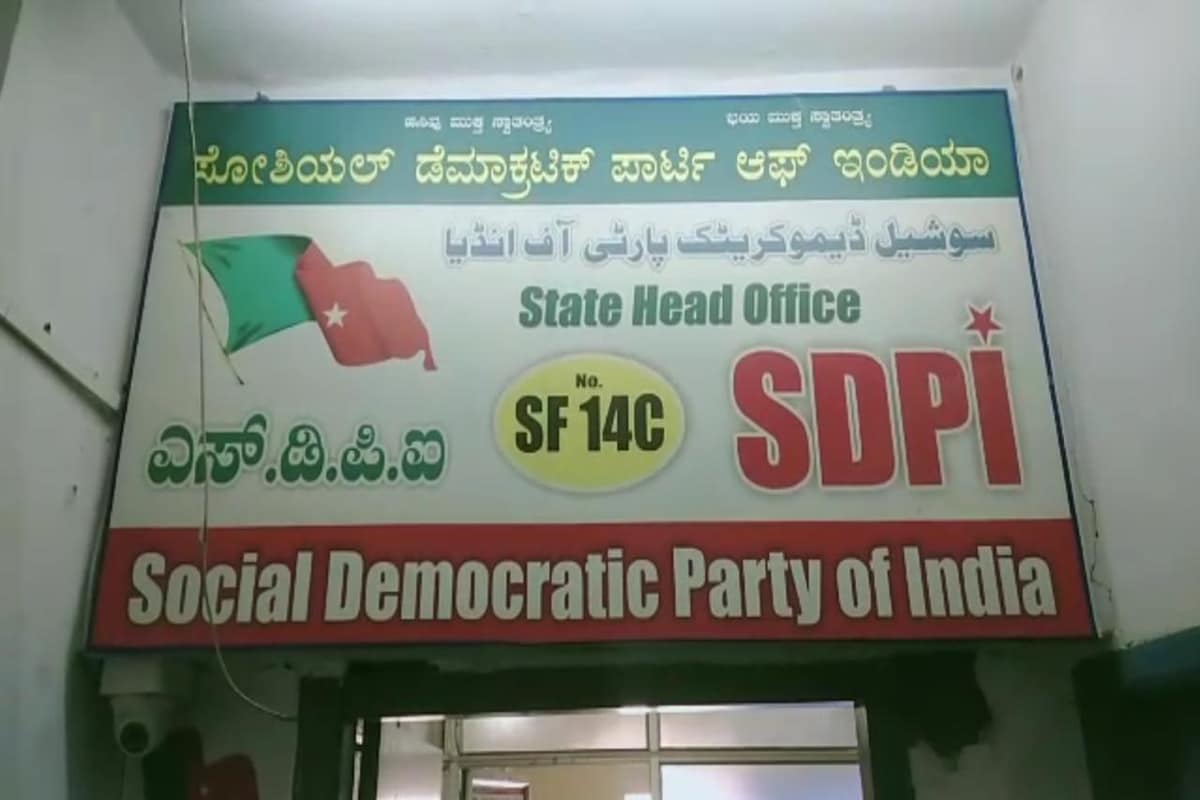 ಹಸಿವು ಮುಕ್ತ ಸ್ವಾತಂತ್ರ್ಯ ಭಯ ಮುಕ್ತ ಸ್ವಾತಂತ್ರ್ಯ
ಸೋಶಿಯಲ್ ಡೆಮಾಕ್ರಟಿಕ್ ಪಾರ್ಟಿ ಆಫ್ ಇಂಡಿಯಾ
سوشیل ڈیموکریٹک پارٹی آف انڈیا
State Head Office
No.
SF 14C
SDPI
ಎಸ್.ಡಿ.ಪಿ.ಐ
Social Democratic Party of India